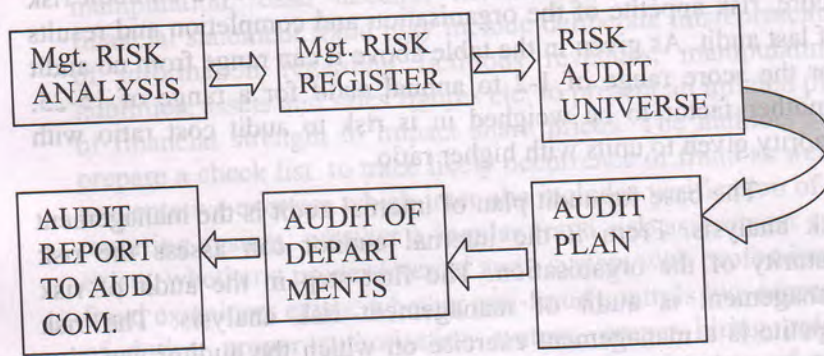 Mgt. RISK
ANALYSIS
Mgt. RISK
REGISTER
RISK
AUDIT
UNIVERSE
AUDIT
PLAN
AUDIT OF
DEPART
MENTS
AUDIT
REPORT
TO AUD.
COM.